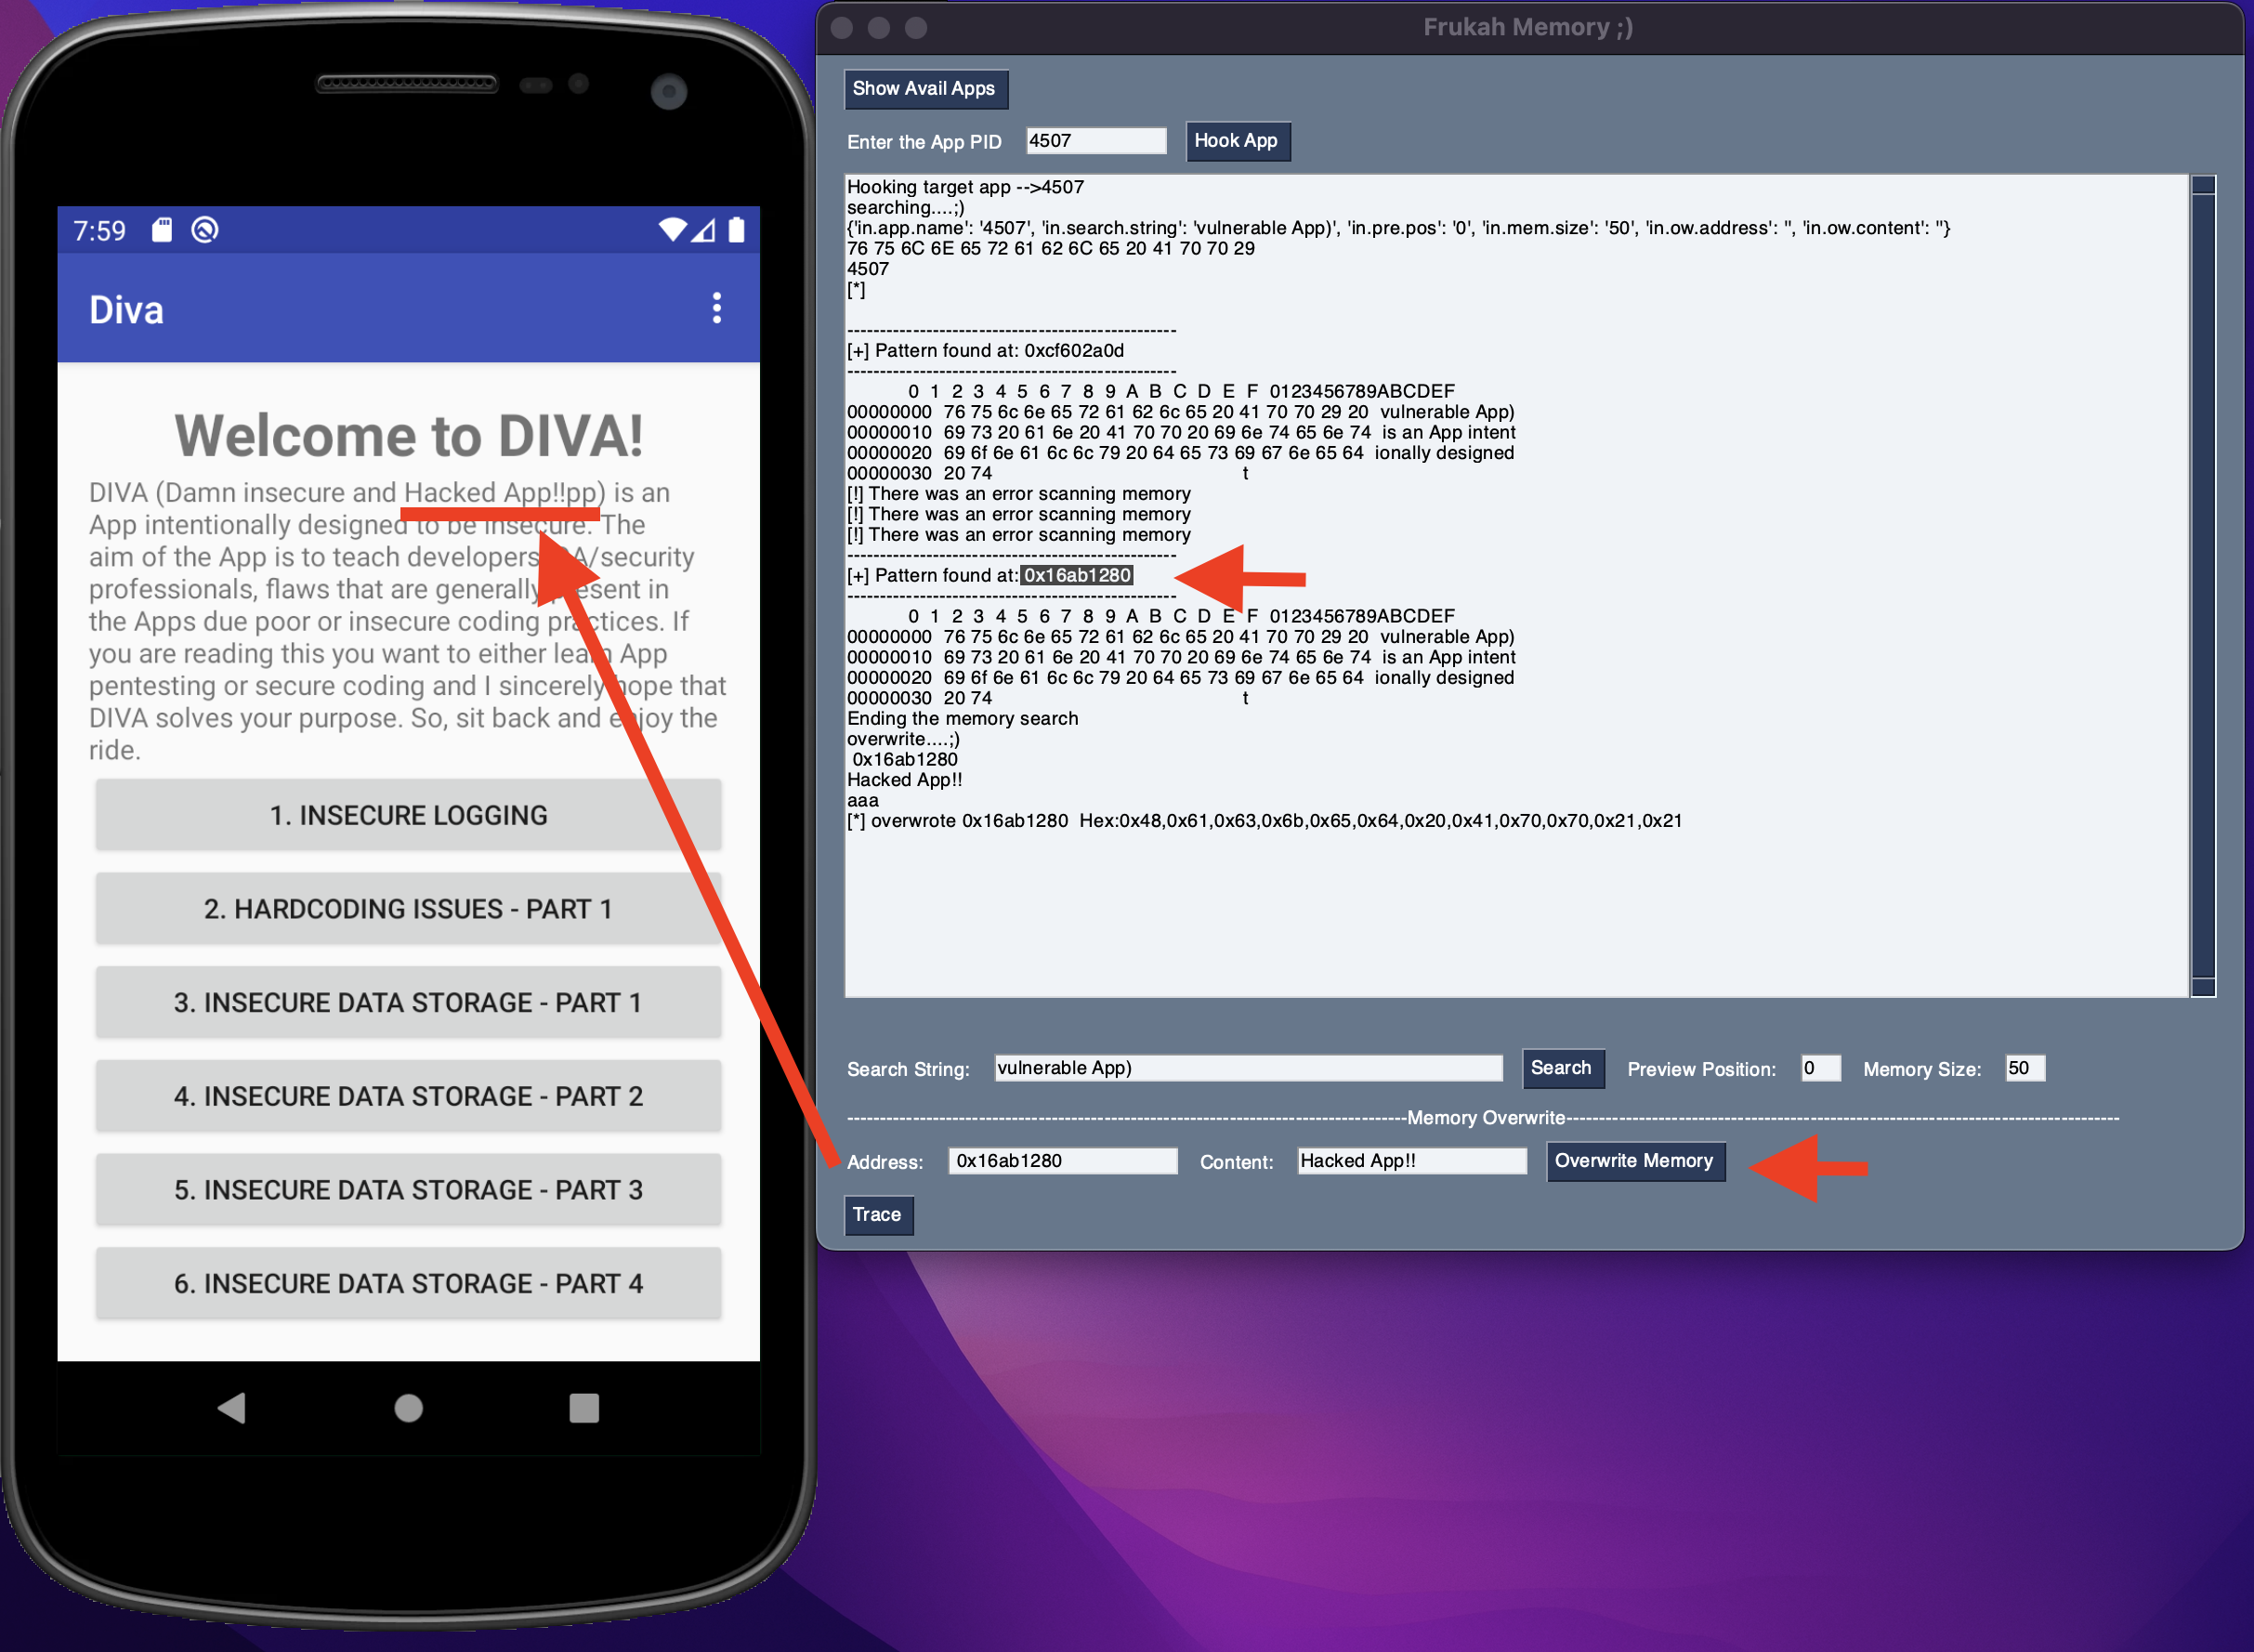 7:59
Diva
Welcome to DIVA!
DIVA (Damn insecure and Hacked App!!pp) is an
App intentionally designed to be insecure. The
aim of the App is to teach developers/security
professionals, flaws that are generally present in
the Apps due poor or insecure coding practices. If
you are reading this you want to either learn App
pentesting or secure coding and I sincerely hope that
DIVA solves your purpose. So, sit back and enjoy the
ride.
1. INSECURE LOGGING
2. HARDCODING ISSUES - PART 1
3. INSECURE DATA STORAGE - PART 1
4. INSECURE DATA STORAGE - PART 2
5. INSECURE DATA STORAGE - PART 3
6. INSECURE DATA STORAGE - PART 4
Frukah Memory ;)
Show Avail Apps
Enter the App PID 4507 Hook App
Hooking target app -->4507
searching....;)
{'in.app.name': '4507', 'in.search.string': 'vulnerable App)', 'in.pre.pos': '0', 'in.mem.size': '50', 'in.ow.address': '', 'in.ow.content': ''}
76 75 6C 6E 65 72 61 62 6C 65 20 41 70 70 29
4507
[*]
--------------------------------------------------
[+] Pattern found at: 0xcf602a0d
--------------------------------------------------
0 1 2 3 4 5 6 7 8 9 A B C D E F 0123456789ABCDEF
00000000 76 75 6c 6e 65 72 61 62 6c 65 20 41 70 70 29 20 vulnerable App)
00000010 69 73 20 61 6e 20 41 70 70 20 69 6e 74 65 6e 74 is an App intent
00000020 69 6f 6e 61 6c 6c 79 20 64 65 73 69 67 6e 65 64 ionally designed
00000030 20 74 t
[!] There was an error scanning memory
[!] There was an error scanning memory
[!] There was an error scanning memory
--------------------------------------------------
[+] Pattern found at: 0x16ab1280
--------------------------------------------------
0 1 2 3 4 5 6 7 8 9 A B C D E F 0123456789ABCDEF
00000000 76 75 6c 6e 65 72 61 62 6c 65 20 41 70 70 29 20 vulnerable App)
00000010 69 73 20 61 6e 20 41 70 70 20 69 6e 74 65 6e 74 is an App intent
00000020 69 6f 6e 61 6c 6c 79 20 64 65 73 69 67 6e 65 64 ionally designed
00000030 20 74 t
Ending the memory search
overwrite....;)
0x16ab1280
Hacked App!!
aaa
[*] overwrote 0x16ab1280 Hex:0x48,0x61,0x63,0x6b,0x65,0x64,0x20,0x41,0x70,0x70,0x21,0x21
Search String: vulnerable App) Search Preview Position: 0 Memory Size: 50
Memory Overwrite
Address: 0x16ab1280 Content: Hacked App!! Overwrite Memory
Trace